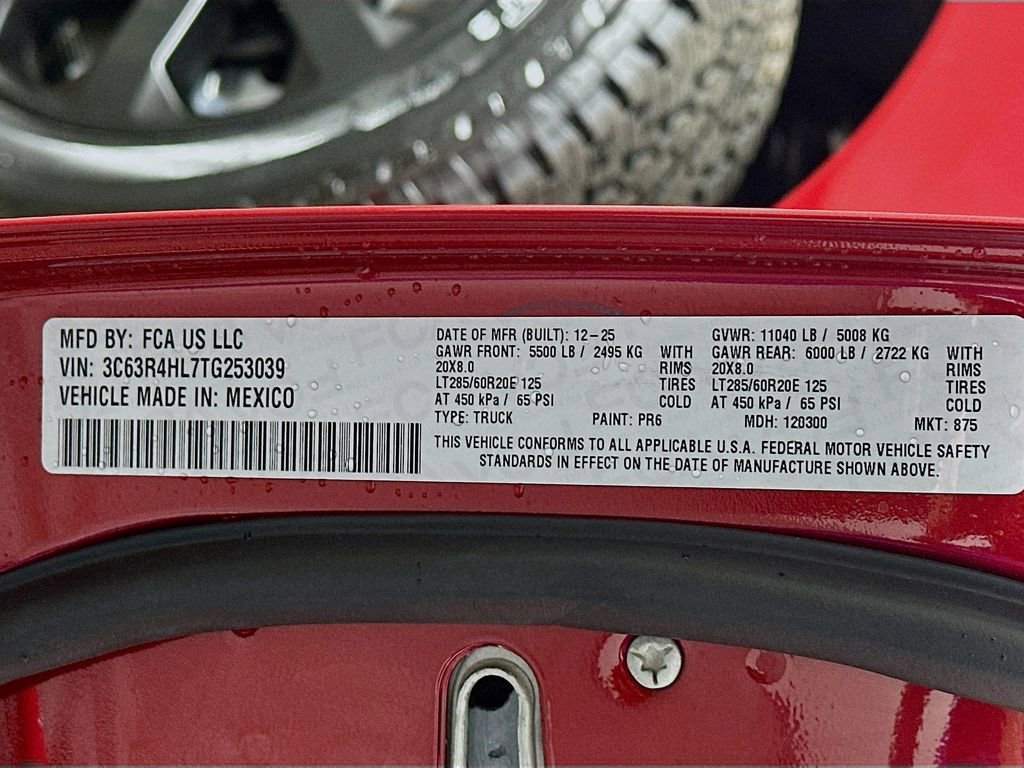 MFD BY: FCA US LLC
VIN: 3C63R4HL7TG253039
VEHICLE MADE IN: MEXICO
DATE OF MFR (BUILT): 12-25
GAWR FRONT: 5500 LB / 2495 KG WITH
20X8.0 RIMS
LT285/60R20E 125 TIRES
AT 450 kPa / 65 PSI COLD
GVWR: 11040 LB / 5008 KG
GAWR REAR: 6000 LB / 2722 KG WITH
20X8.0 RIMS
LT285/60R20E 125 TIRES
AT 450 kPa / 65 PSI COLD
TYPE: TRUCK PAINT: PR6 MDH: 120300 MKT: 875
THIS VEHICLE CONFORMS TO ALL APPLICABLE U.S.A. FEDERAL MOTOR VEHICLE SAFETY
STANDARDS IN EFFECT ON THE DATE OF MANUFACTURE SHOWN ABOVE.